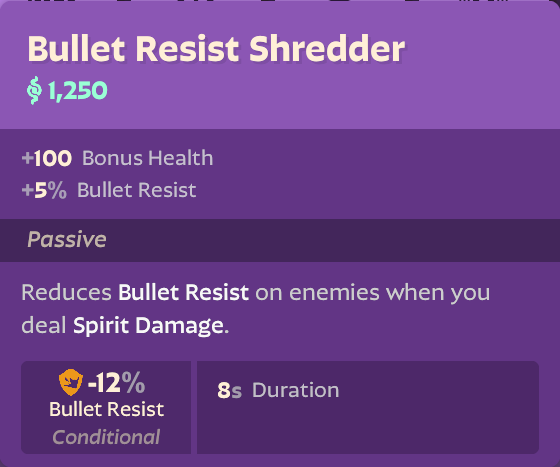 Bullet Resist Shredder
1,250
+100 Bonus Health
+5% Bullet Resist
Passive
Reduces Bullet Resist on enemies when you
deal Spirit Damage.
-12%
Bullet Resist
Conditional
8s Duration